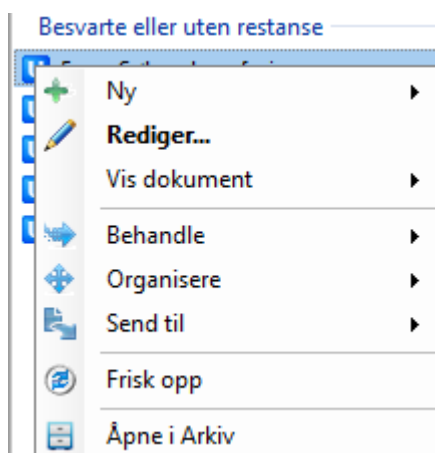 Besvarte eller uten restanse
U
Ny
Rediger...
Vis dokument
Behandle
Organisere
Send til
Frisk opp
Åpne i Arkiv